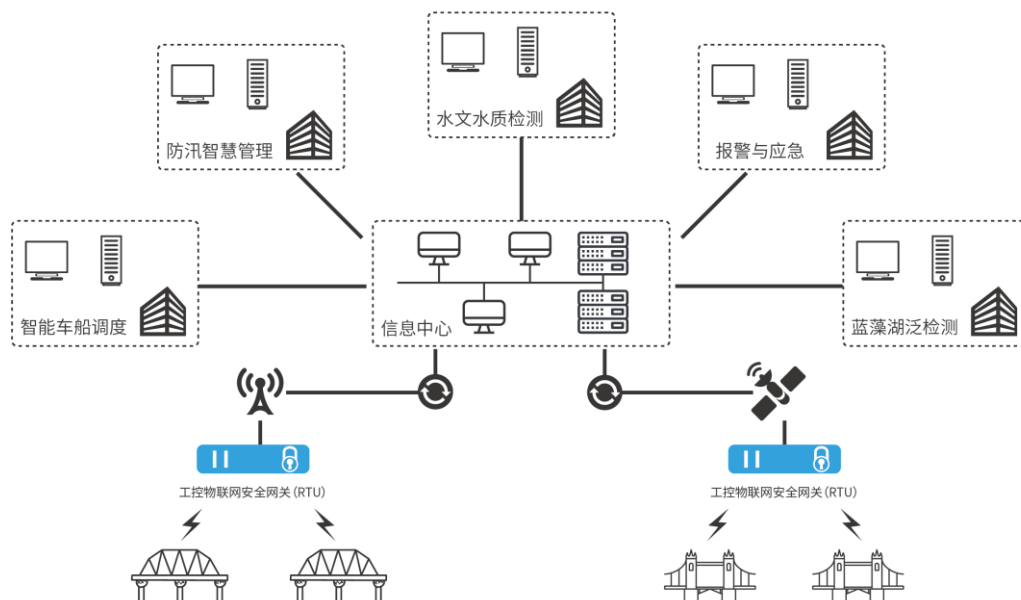 水文水质检测
防汛智慧管理
报警与应急
智能车船调度
信息中心
蓝藻湖泛检测
工控物联网安全网关(RTU)
工控物联网安全网关(RTU)